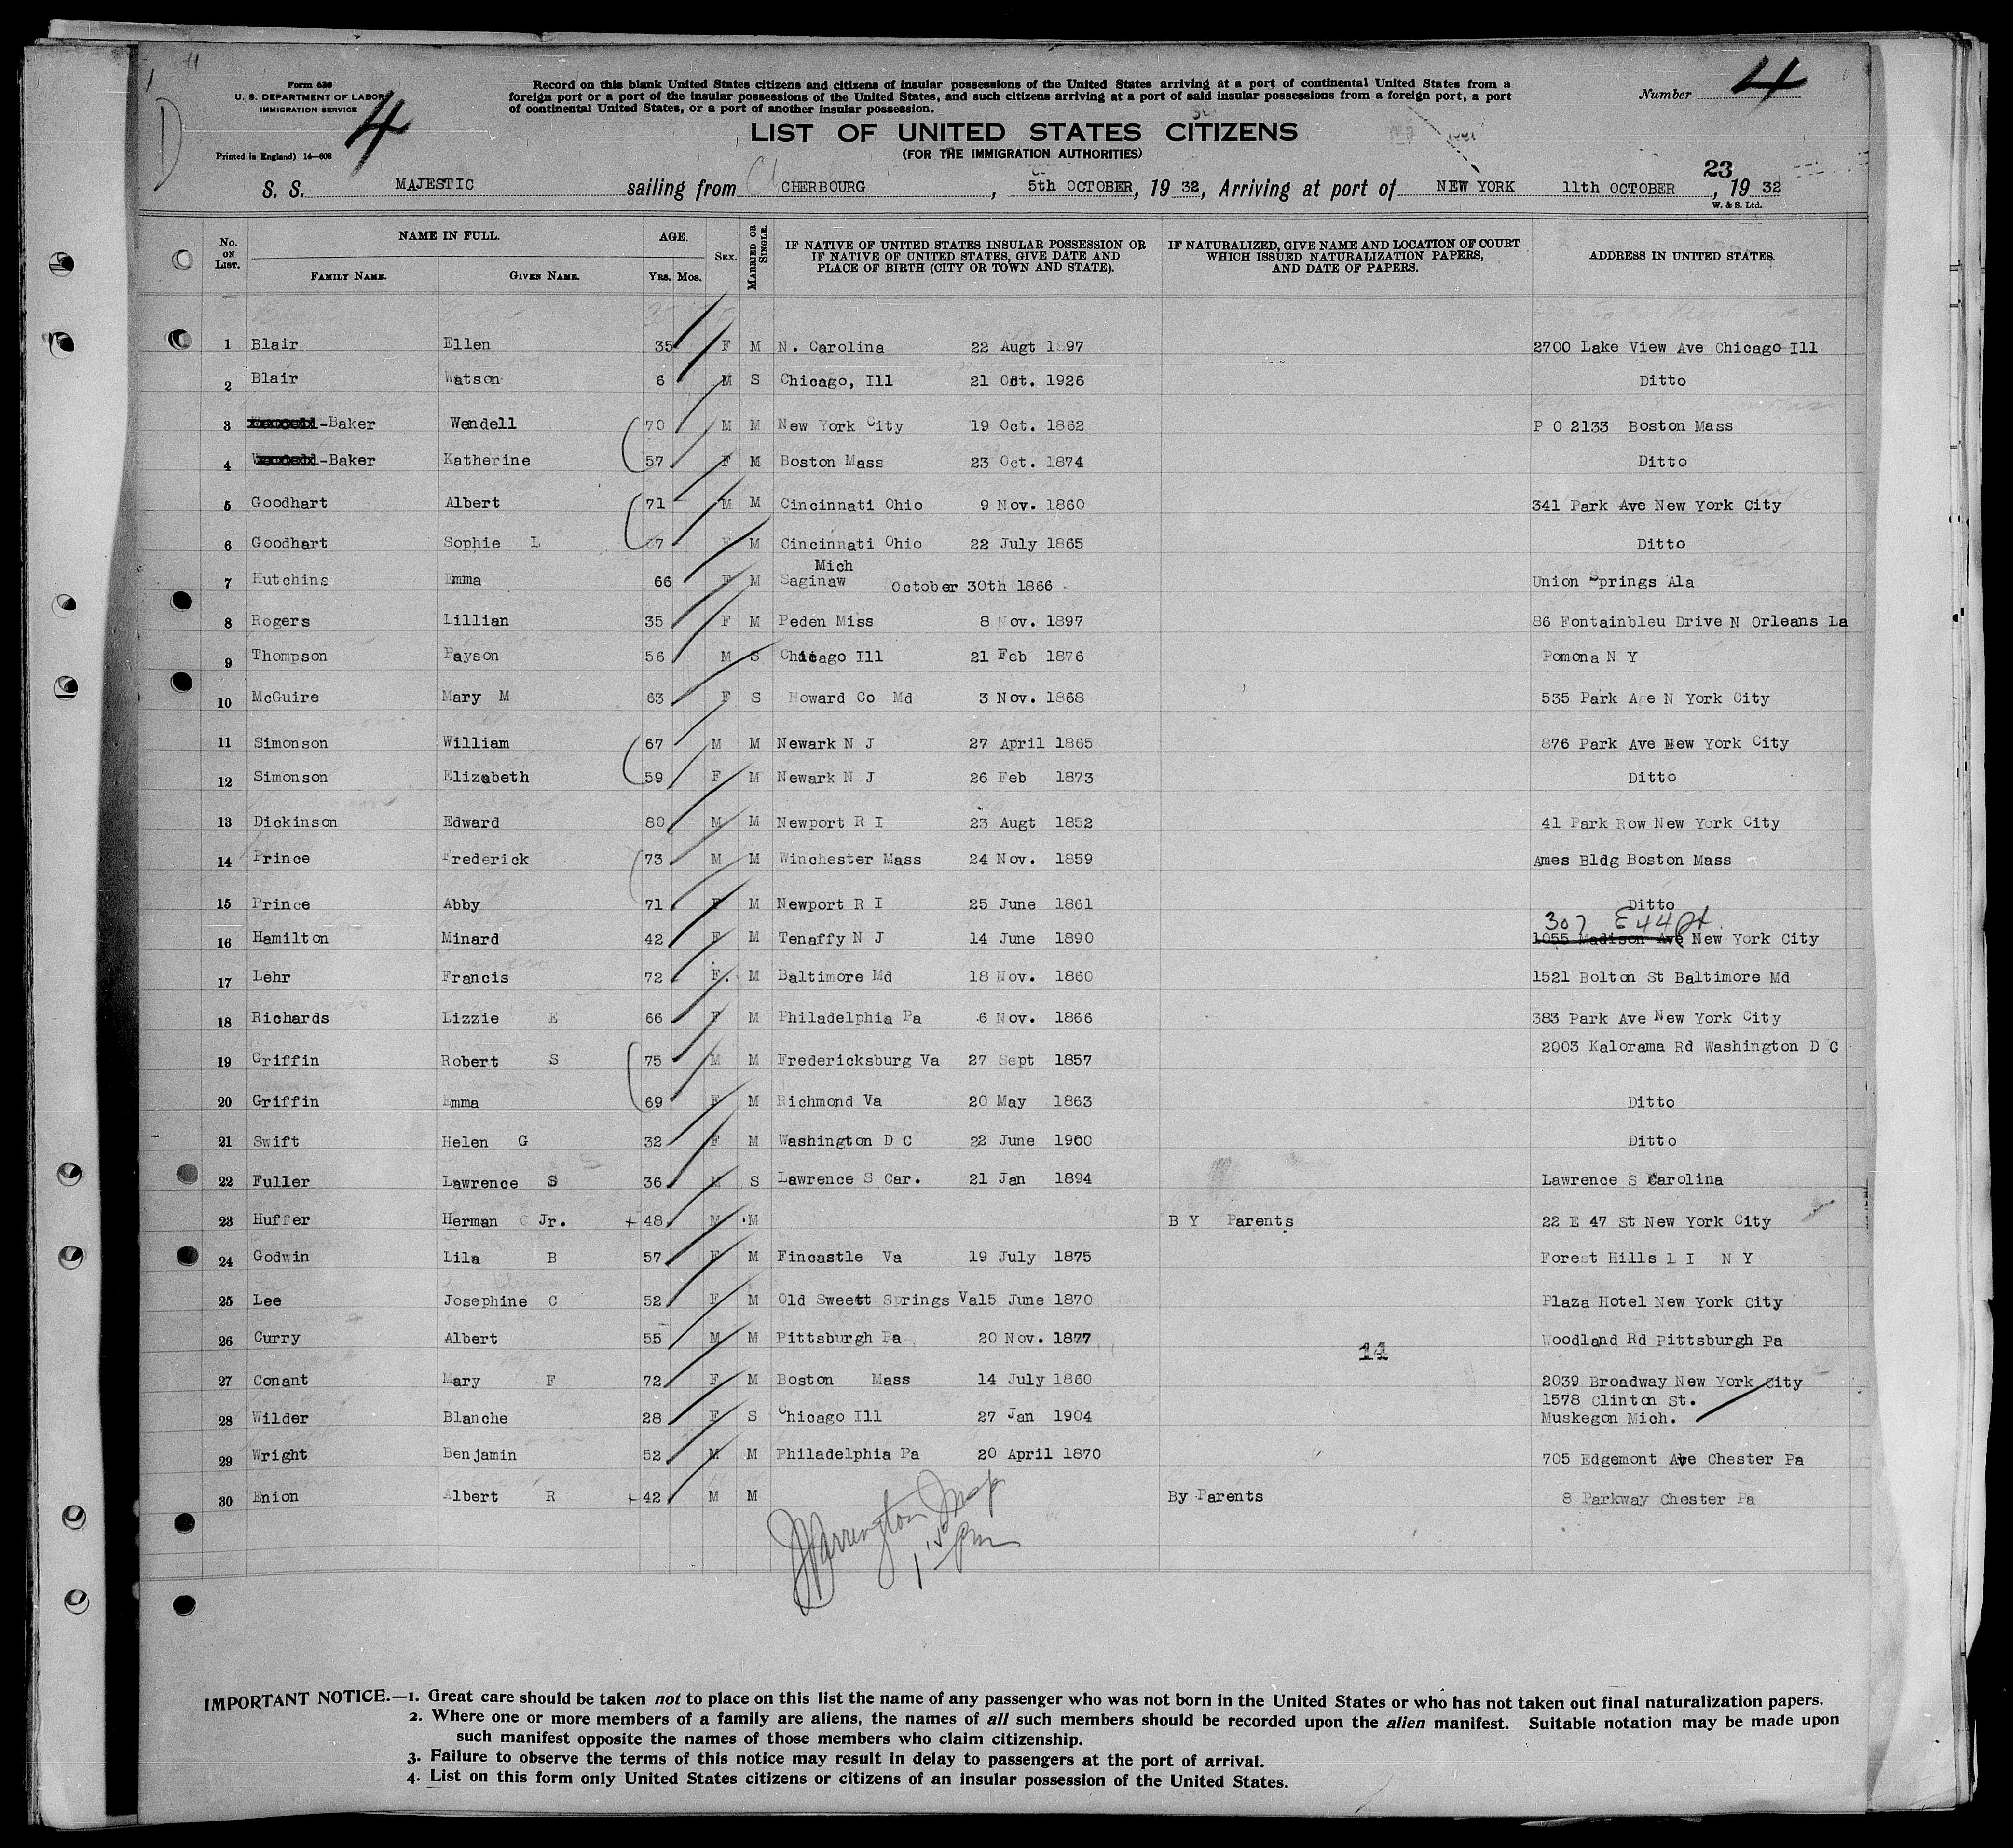 Form 630
U. S. DEPARTMENT OF LABOR
IMMIGRATION SERVICE
4
Printed in England) 14—608
Record on this blank United States citizens and citizens of insular possessions of the United States arriving at a port of continental United States from a
foreign port or a port of the insular possessions of the United States, and such citizens arriving at a port of said insular possessions from a foreign port, a port
of continental United States, or a port of another insular possession.
Number 4
LIST OF UNITED STATES CITIZENS
(FOR THE IMMIGRATION AUTHORITIES)
23
S. S. MAJESTIC sailing from CHERBOURG, 5th OCTOBER, 19 32, Arriving at port of NEW YORK 11th OCTOBER, 19 32
W. & S. Ltd.
No. ON LIST. NAME IN FULL. FAMILY NAME. GIVEN NAME. AGE. YRS. MOS. SEX. MARRIED OR SINGLE. IF NATIVE OF UNITED STATES INSULAR POSSESSION OR IF NATIVE OF UNITED STATES, GIVE DATE AND PLACE OF BIRTH (CITY OR TOWN AND STATE). IF NATURALIZED, GIVE NAME AND LOCATION OF COURT WHICH ISSUED NATURALIZATION PAPERS, AND DATE OF PAPERS. ADDRESS IN UNITED STATES.
1 Blair Ellen 35 F M N. Carolina 22 Augt 1897 2700 Lake View Ave Chicago Ill
2 Blair Watson 6 M S Chicago, Ill 21 Oct. 1926 Ditto
3 -Baker Wendell 70 M M New York City 19 Oct. 1862 P O 2133 Boston Mass
4 -Baker Katherine 57 F M Boston Mass 23 Oct. 1874 Ditto
5 Goodhart Albert 71 M M Cincinnati Ohio 9 Nov. 1860 341 Park Ave New York City
6 Goodhart Sophie L 67 F M Cincinnati Ohio 22 July 1865 Ditto
7 Hutchins Emma 66 F M Saginaw Mich October 30th 1866 Union Springs Ala
8 Rogers Lillian 35 F M Peden Miss 8 Nov. 1897 86 Fontainbleu Drive N Orleans La
9 Thompson Payson 56 M S Chicago Ill 21 Feb 1876 Pomona N Y
10 McGuire Mary M 63 F S Howard Co Md 3 Nov. 1868 535 Park Age N York City
11 Simonson William 67 M M Newark N J 27 April 1865 876 Park Ave New York City
12 Simonson Elizabeth 59 F M Newark N J 26 Feb 1873 Ditto
13 Dickinson Edward 80 M M Newport R I 23 Augt 1852 41 Park Row New York City
14 Prince Frederick 73 M M Winchester Mass 24 Nov. 1859 Ames Bldg Boston Mass
15 Prince Abby 71 F M Newport R I 25 June 1861 Ditto
307 E 44 St
16 Hamilton Minard 42 F M Tenaffy N J 14 June 1890 1055 Madison Ave New York City
17 Lehr Francis 72 F. M Baltimore Md 18 Nov. 1860 1521 Bolton St Baltimore Md
18 Richards Lizzie E 66 F M Philadelphia Pa 6 Nov. 1866 383 Park Ave New York City
19 Griffin Robert S 75 M M Fredericksburg Va 27 Sept 1857 2003 Kalorama Rd Washington D C
20 Griffin Emma 69 F M Richmond Va 20 May 1863 Ditto
21 Swift Helen G 32 F M Washington D C 22 June 1900 Ditto
22 Fuller Lawrence S 36 M S Lawrence S Car. 21 Jan 1894 Lawrence S Carolina
23 Huffer Herman C Jr. + 48 M M B Y Parents 22 E 47 St New York City
24 Godwin Lila B 57 F M Fincastle Va 19 July 1875 Forest Hills L I N Y
25 Lee Josephine C 52 F M Old Sweett Springs Va 15 June 1870 Plaza Hotel New York City
26 Curry Albert 55 M M Pittsburgh Pa 20 Nov. 1877 Woodland Rd Pittsburgh Pa
14
27 Conant Mary F 72 F M Boston Mass 14 July 1860 2039 Broadway New York City
28 Wilder Blanche 28 F S Chicago Ill 27 Jan 1904 1578 Clinton St. Muskegon Mich.
29 Wright Benjamin 52 M M Philadelphia Pa 20 April 1870 705 Edgemont Ave Chester Pa
30 Enion Albert R + 42 M M By Parents 8 Parkway Chester Pa
IMPORTANT NOTICE.—1. Great care should be taken not to place on this list the name of any passenger who was not born in the United States or who has not taken out final naturalization papers.
2. Where one or more members of a family are aliens, the names of all such members should be recorded upon the alien manifest. Suitable notation may be made upon
such manifest opposite the names of those members who claim citizenship.
3. Failure to observe the terms of this notice may result in delay to passengers at the port of arrival.
4. List on this form only United States citizens or citizens of an insular possession of the United States.